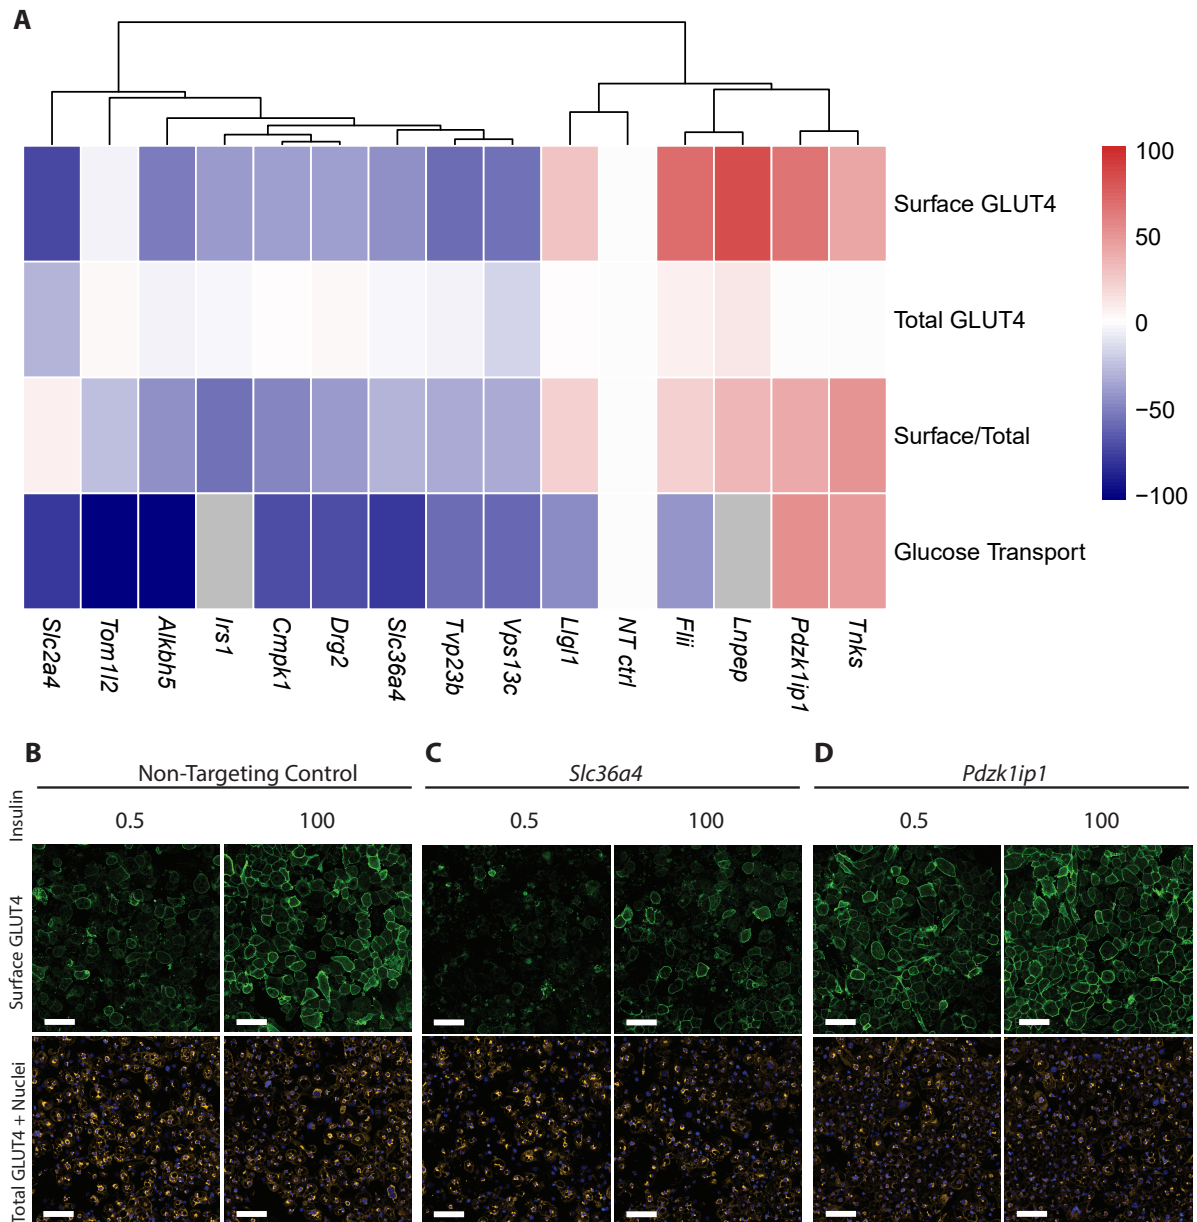 A
100
50
0
−50
−100
Surface GLUT4
Total GLUT4
Surface/Total
Glucose Transport
Slc2a4
Tom1l2
Alkbh5
Irs1
Cmpk1
Drg2
Slc36a4
Tvp23b
Vps13c
Llgl1
NT ctrl
Flii
Lnpep
Pdzk1ip1
Tnks
B
Non-Targeting Control
C
Slc36a4
D
Pdzk1ip1
Insulin
0.5
100
0.5
100
0.5
100
Surface GLUT4
Total GLUT4 + Nuclei